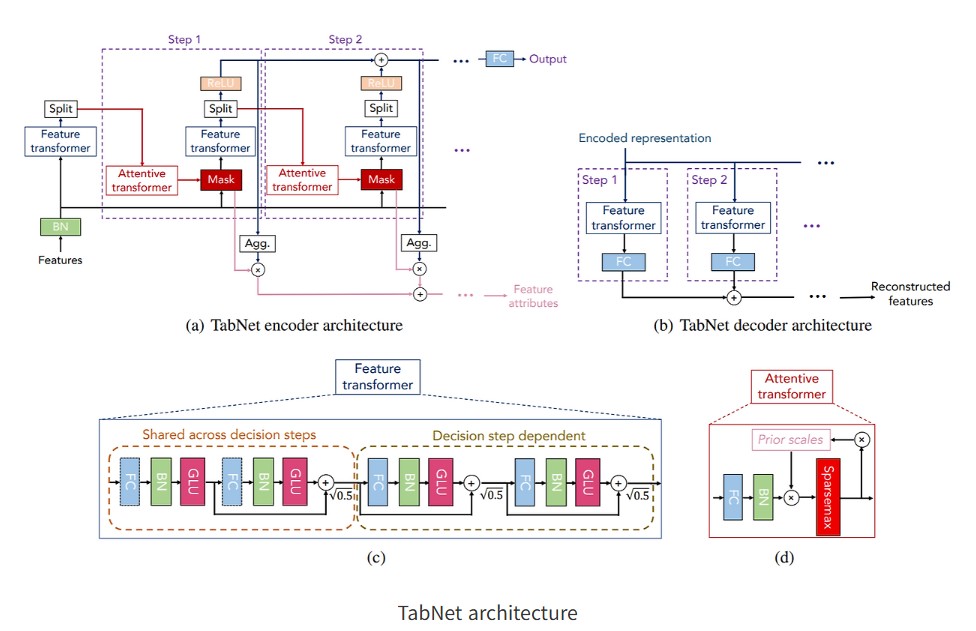 Step 1
Step 2
ReLU
ReLU
FC
Output
Split
Split
Split
Feature
transformer
Feature
transformer
Feature
transformer
Attentive
transformer
Mask
Attentive
transformer
Mask
BN
Features
Agg.
Agg.
Feature
attributes
(a) TabNet encoder architecture
Encoded representation
Step 1
Step 2
Feature
transformer
Feature
transformer
FC
FC
Reconstructed
features
(b) TabNet decoder architecture
Feature
transformer
Shared across decision steps
Decision step dependent
FC
BN
GLU
FC
BN
GLU
√0.5
FC
BN
GLU
√0.5
FC
BN
GLU
√0.5
(c)
Attentive
transformer
Prior scales
FC
BN
Sparsemax
(d)
TabNet architecture